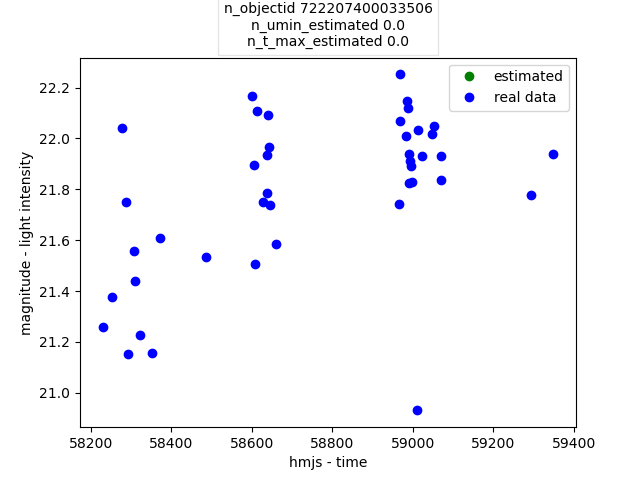 n_objectid 722207400033506
n_umin_estimated 0.0
n_t_max_estimated 0.0
estimated
real data
magnitude - light intensity
22.2
22.0
21.8
21.6
21.4
21.2
21.0
58200 58400 58600 58800 59000 59200 59400
hmjs - time